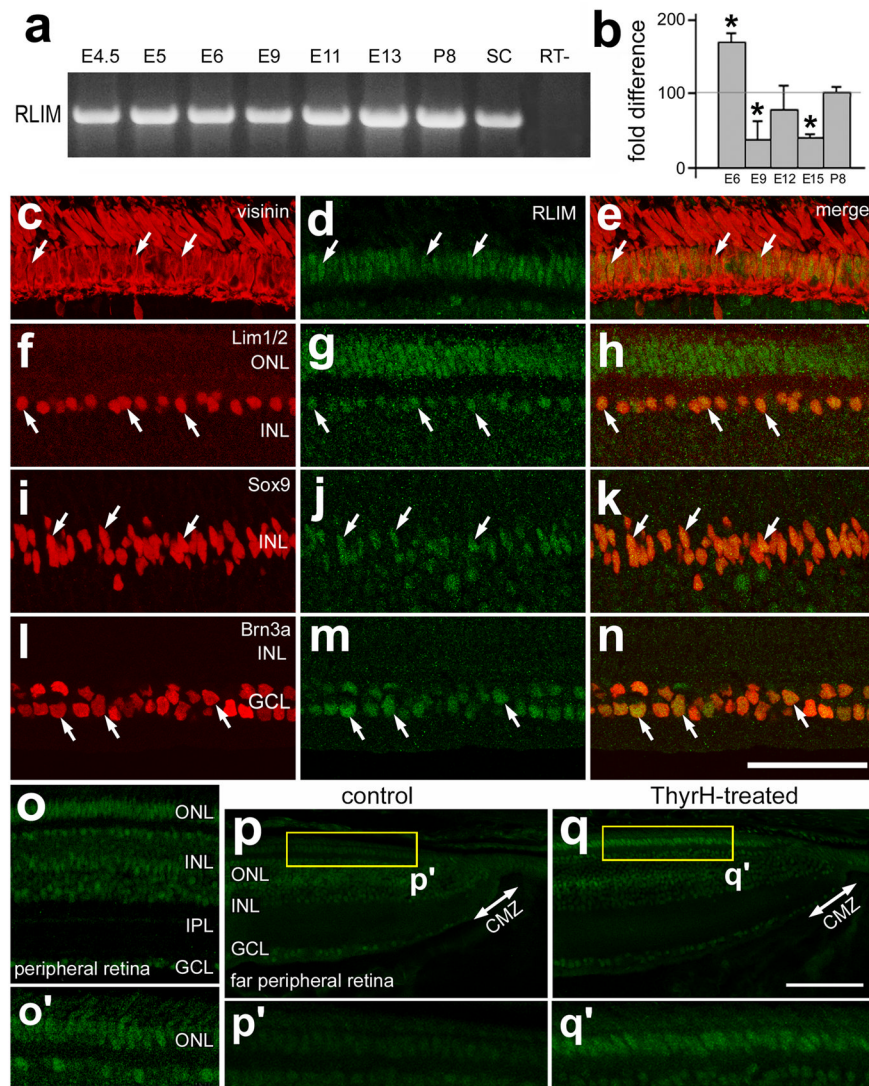 a
E4.5 E5 E6 E9 E11 E13 P8 SC RT-
RLIM
b
fold difference
200
100
0
* * *
E6 E9 E12 E15 P8
c visinin
d RLIM
e merge
f Lim1/2
ONL
INL
g
h
i Sox9
INL
j
k
l Brn3a
INL
GCL
m
n
o
ONL
INL
IPL
peripheral retina GCL
o'
ONL
control
p
p'
ONL
INL
CMZ
GCL
far peripheral retina
p'
ThyrH-treated
q
q'
CMZ
q'